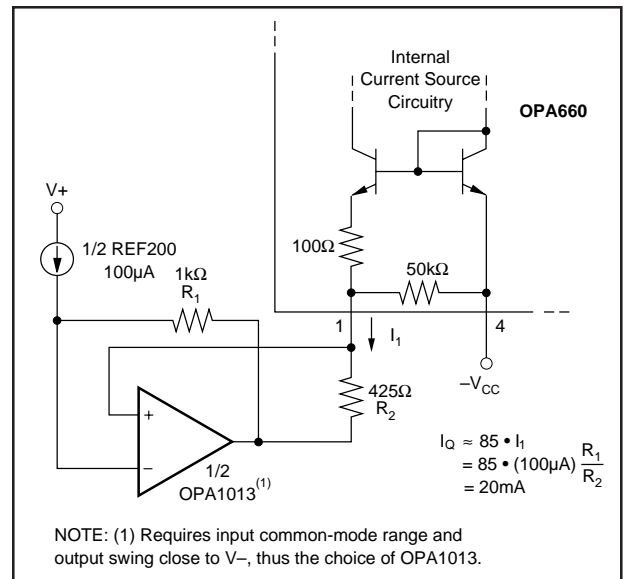 Internal
Current Source
Circuitry
OPA660
V+
100Ω
1/2 REF200
100µA
1kΩ
R1
50kΩ
1
I1
4
–VCC
425Ω
R2
+
–
1/2
OPA1013(1)
IQ ≈ 85 • I1
= 85 • (100µA) R1/R2
= 20mA
NOTE: (1) Requires input common-mode range and
output swing close to V–, thus the choice of OPA1013.